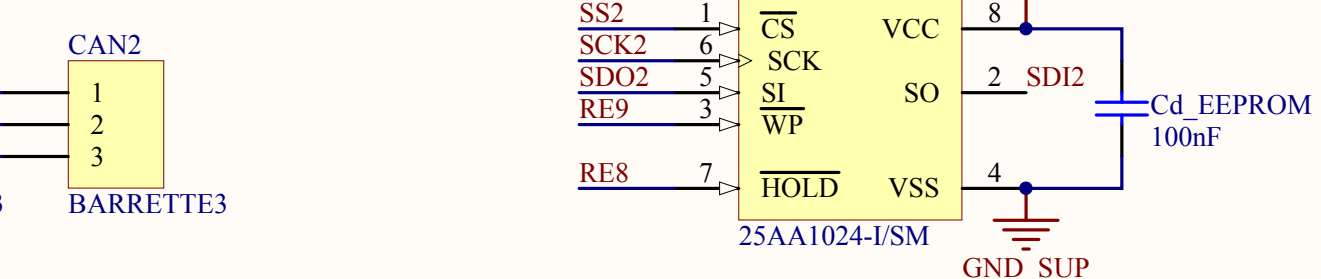 CAN2
1
2
3
BARRETTE3
SS2 1 CS VCC 8
SCK2 6 SCK
SDO2 5 SI SO 2 SDI2
RE9 3 WP
Cd_EEPROM
100nF
RE8 7 HOLD VSS 4
25AA1024-I/SM
GND_SUP